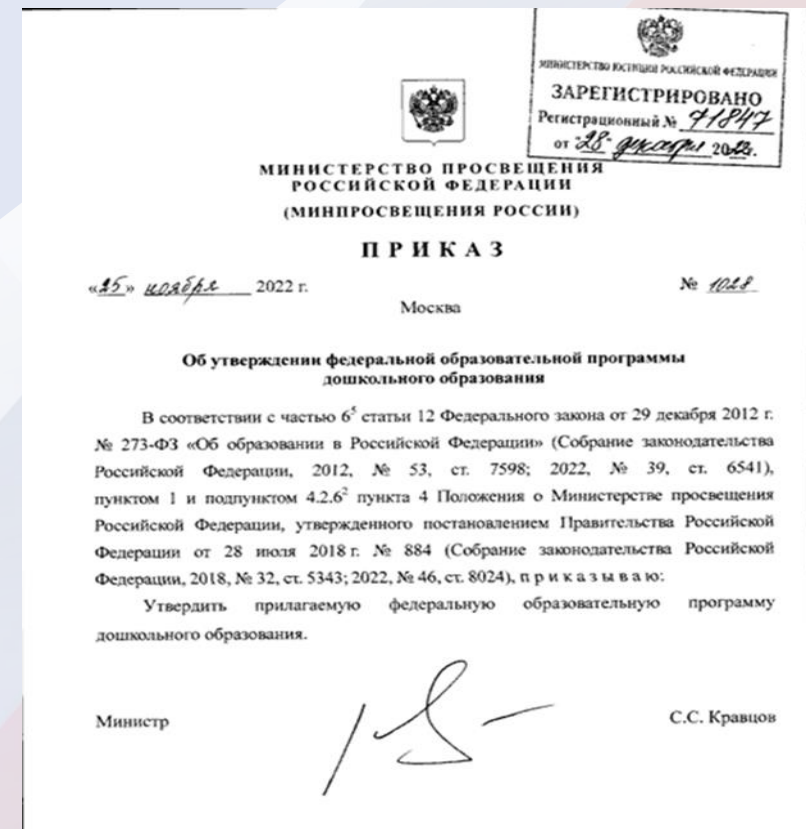 МИНИСТЕРСТВО ЮСТИЦИИ РОССИЙСКОЙ ФЕДЕРАЦИИ
ЗАРЕГИСТРИРОВАНО
Регистрационный № 71847
от "28" декабря 2022г.
МИНИСТЕРСТВО ПРОСВЕЩЕНИЯ
РОССИЙСКОЙ ФЕДЕРАЦИИ
(МИНПРОСВЕЩЕНИЯ РОССИИ)
ПРИКАЗ
«25» ноября 2022 г.
№ 1028
Москва
Об утверждении федеральной образовательной программы
дошкольного образования
В соответствии с частью 6⁵ статьи 12 Федерального закона от 29 декабря 2012 г.
№ 273-ФЗ «Об образовании в Российской Федерации» (Собрание законодательства
Российской Федерации, 2012, № 53, ст. 7598; 2022, № 39, ст. 6541),
пунктом 1 и подпунктом 4.2.6² пункта 4 Положения о Министерстве просвещения
Российской Федерации, утвержденного постановлением Правительства Российской
Федерации от 28 июля 2018 г. № 884 (Собрание законодательства Российской
Федерации, 2018, № 32, ст. 5343; 2022, № 46, ст. 8024), п р и к а з ы в а ю:
Утвердить прилагаемую федеральную образовательную программу
дошкольного образования.
Министр
С.С. Кравцов